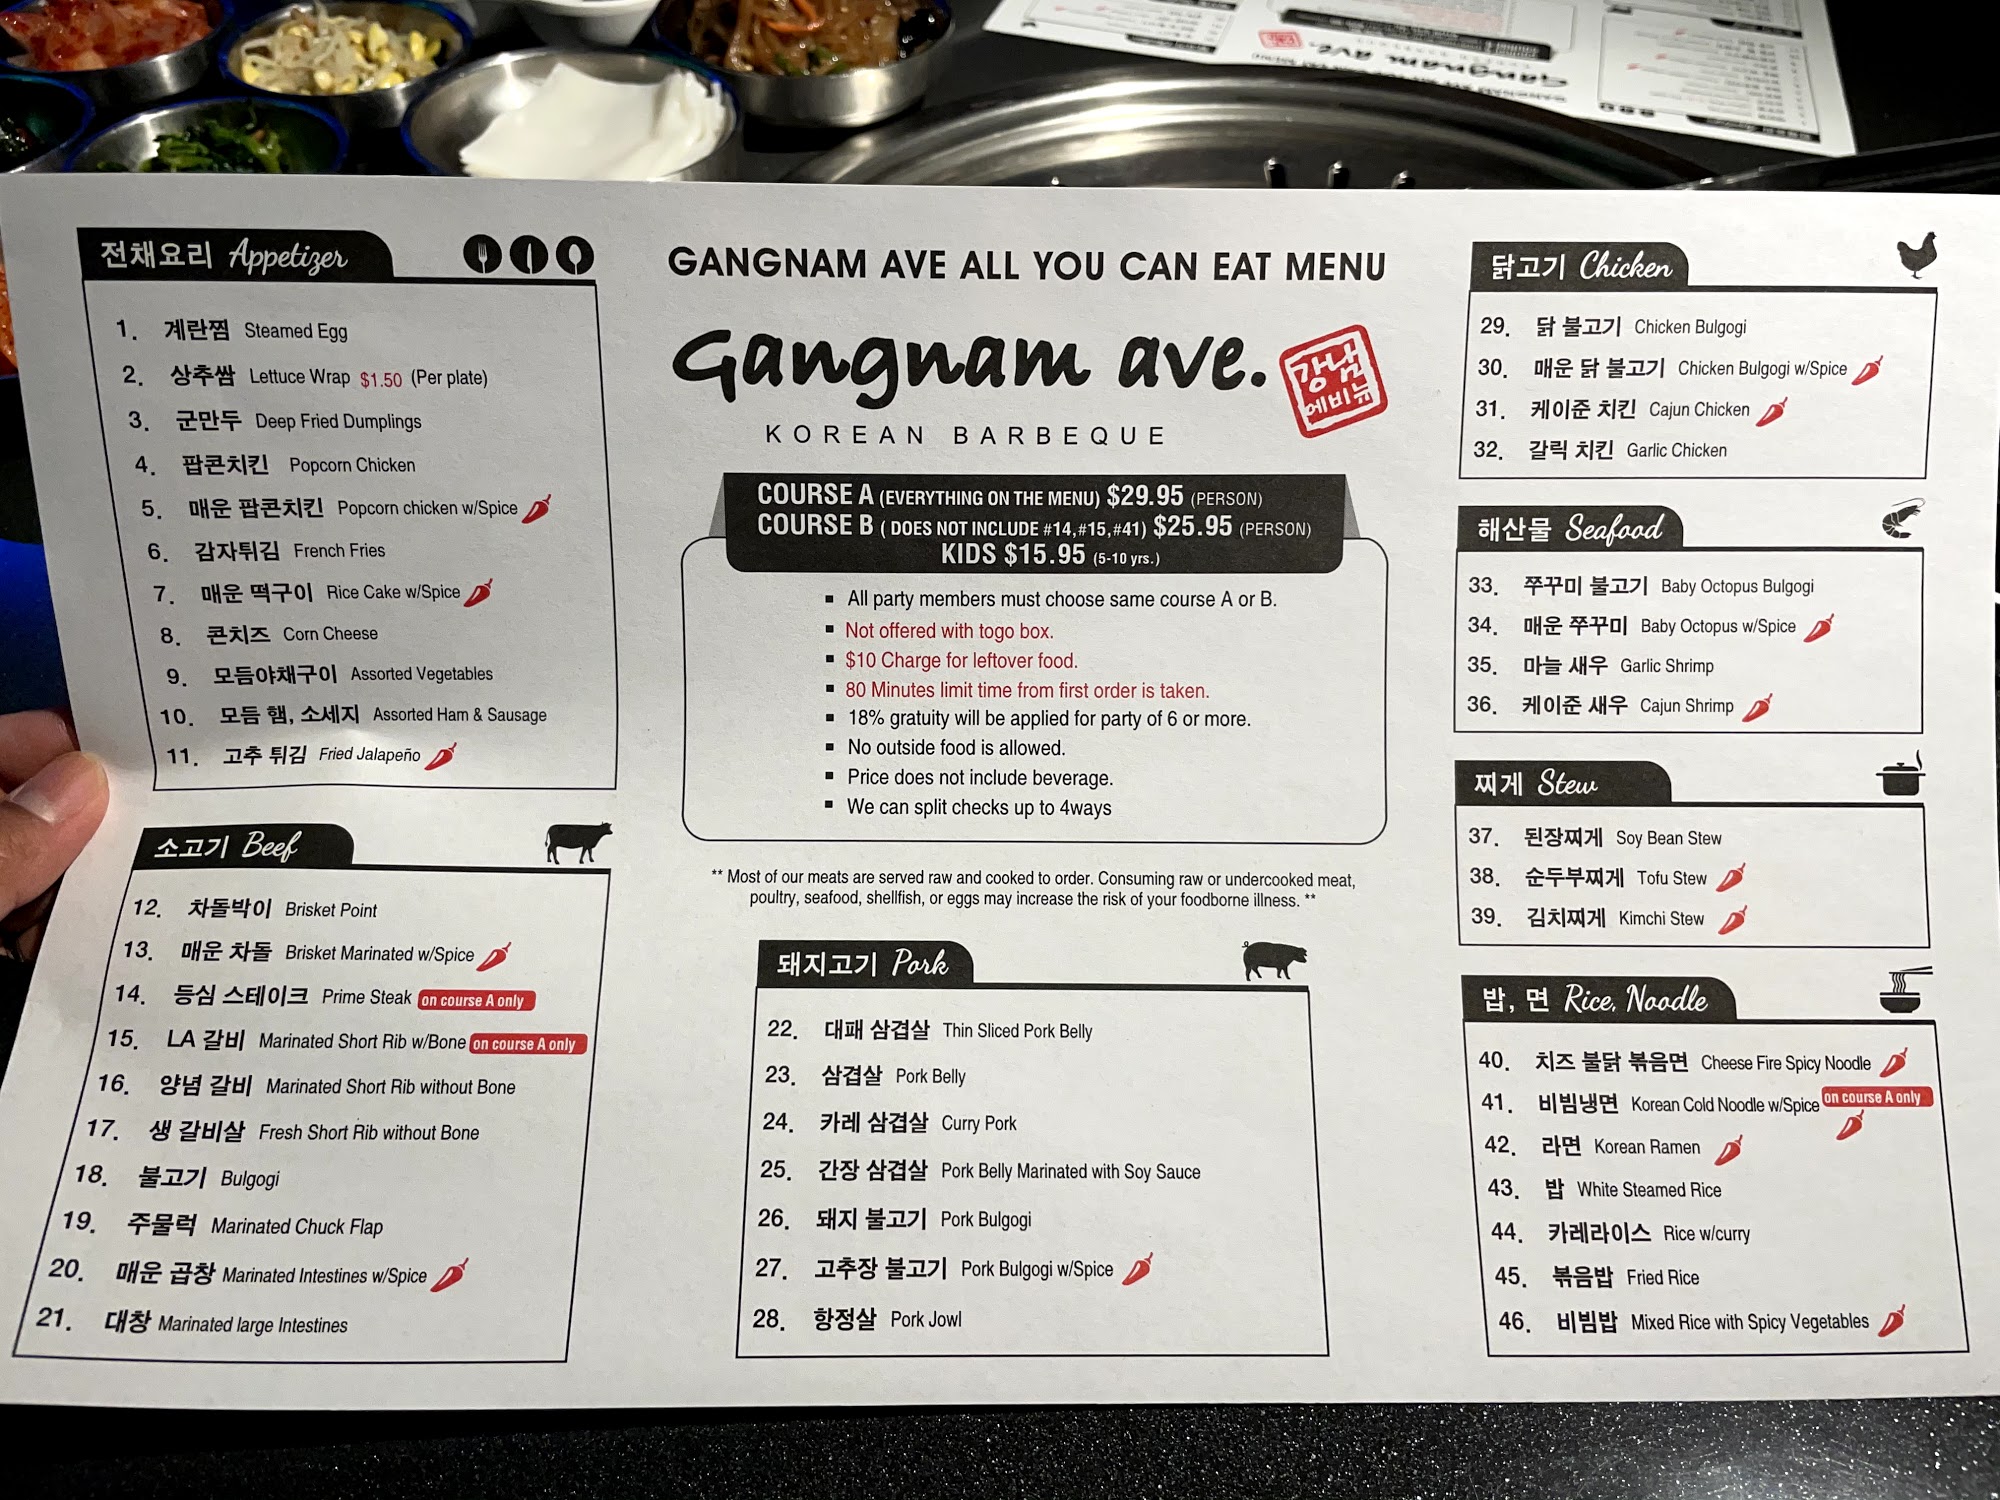 전채요리 Appetizer
1. 계란찜 Steamed Egg
2. 상추쌈 Lettuce Wrap $1.50 (Per plate)
3. 군만두 Deep Fried Dumplings
4. 팝콘치킨 Popcorn Chicken
5. 매운 팝콘치킨 Popcorn chicken w/Spice
6. 감자튀김 French Fries
7. 매운 떡구이 Rice Cake w/Spice
8. 콘치즈 Corn Cheese
9. 모듬야채구이 Assorted Vegetables
10. 모듬 햄, 소세지 Assorted Ham & Sausage
11. 고추 튀김 Fried Jalapeño
소고기 Beef
12. 차돌박이 Brisket Point
13. 매운 차돌 Brisket Marinated w/Spice
14. 등심 스테이크 Prime Steak on course A only
15. LA 갈비 Marinated Short Rib w/Bone on course A only
16. 양념 갈비 Marinated Short Rib without Bone
17. 생 갈비살 Fresh Short Rib without Bone
18. 불고기 Bulgogi
19. 주물럭 Marinated Chuck Flap
20. 매운 곱창 Marinated Intestines w/Spice
21. 대창 Marinated large Intestines
GANGNAM AVE ALL YOU CAN EAT MENU
Gangnam ave.
강남
에비뉴
KOREAN BARBEQUE
COURSE A (EVERYTHING ON THE MENU) $29.95 (PERSON)
COURSE B ( DOES NOT INCLUDE #14,#15,#41) $25.95 (PERSON)
KIDS $15.95 (5-10 yrs.)
▪ All party members must choose same course A or B.
▪ Not offered with togo box.
▪ $10 Charge for leftover food.
▪ 80 Minutes limit time from first order is taken.
▪ 18% gratuity will be applied for party of 6 or more.
▪ No outside food is allowed.
▪ Price does not include beverage.
▪ We can split checks up to 4ways
** Most of our meats are served raw and cooked to order. Consuming raw or undercooked meat,
poultry, seafood, shellfish, or eggs may increase the risk of your foodborne illness. **
돼지고기 Pork
22. 대패 삼겹살 Thin Sliced Pork Belly
23. 삼겹살 Pork Belly
24. 카레 삼겹살 Curry Pork
25. 간장 삼겹살 Pork Belly Marinated with Soy Sauce
26. 돼지 불고기 Pork Bulgogi
27. 고추장 불고기 Pork Bulgogi w/Spice
28. 항정살 Pork Jowl
닭고기 Chicken
29. 닭 불고기 Chicken Bulgogi
30. 매운 닭 불고기 Chicken Bulgogi w/Spice
31. 케이준 치킨 Cajun Chicken
32. 갈릭 치킨 Garlic Chicken
해산물 Seafood
33. 쭈꾸미 불고기 Baby Octopus Bulgogi
34. 매운 쭈꾸미 Baby Octopus w/Spice
35. 마늘 새우 Garlic Shrimp
36. 케이준 새우 Cajun Shrimp
찌게 Stew
37. 된장찌게 Soy Bean Stew
38. 순두부찌게 Tofu Stew
39. 김치찌게 Kimchi Stew
밥, 면 Rice, Noodle
40. 치즈 불닭 볶음면 Cheese Fire Spicy Noodle
41. 비빔냉면 Korean Cold Noodle w/Spice on course A only
42. 라면 Korean Ramen
43. 밥 White Steamed Rice
44. 카레라이스 Rice w/curry
45. 볶음밥 Fried Rice
46. 비빔밥 Mixed Rice with Spicy Vegetables
Gangnam ave.